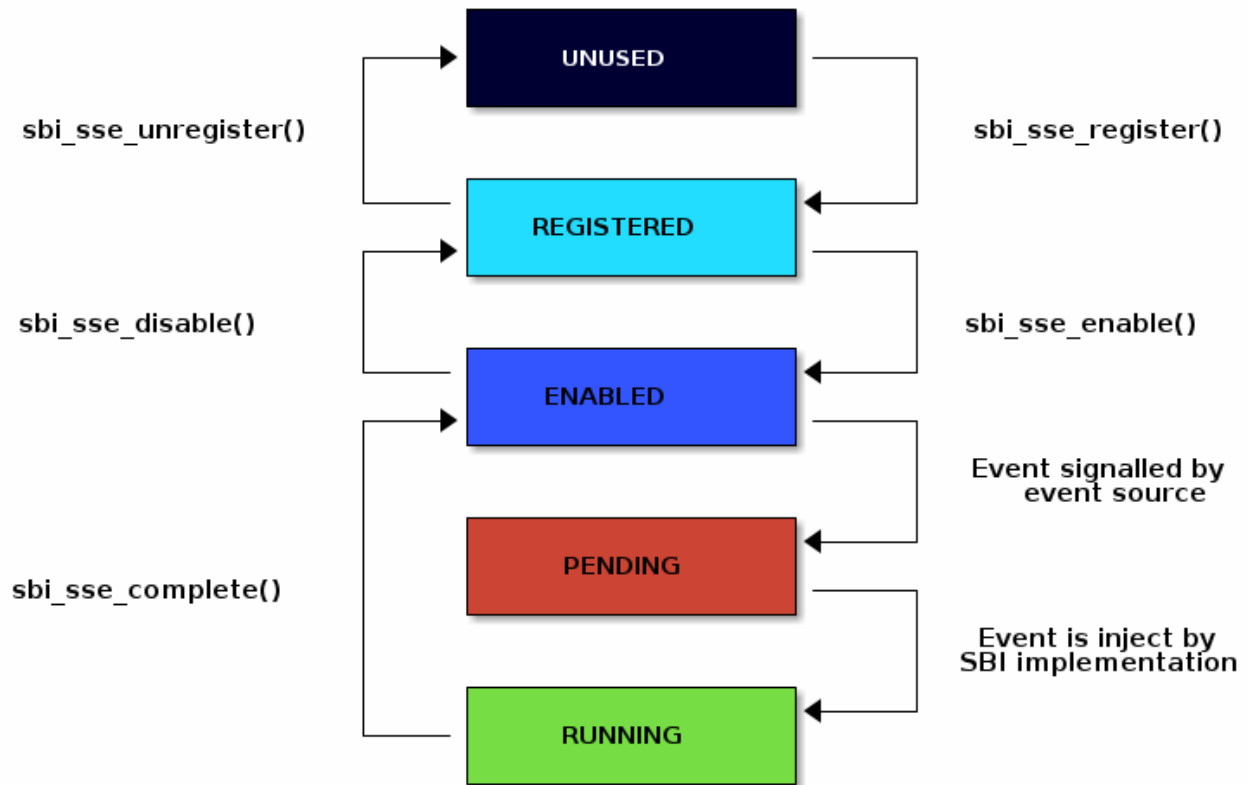 UNUSED
sbi_sse_unregister()
sbi_sse_register()
REGISTERED
sbi_sse_disable()
sbi_sse_enable()
ENABLED
Event signalled by
event source
PENDING
sbi_sse_complete()
Event is inject by
SBI implementation
RUNNING